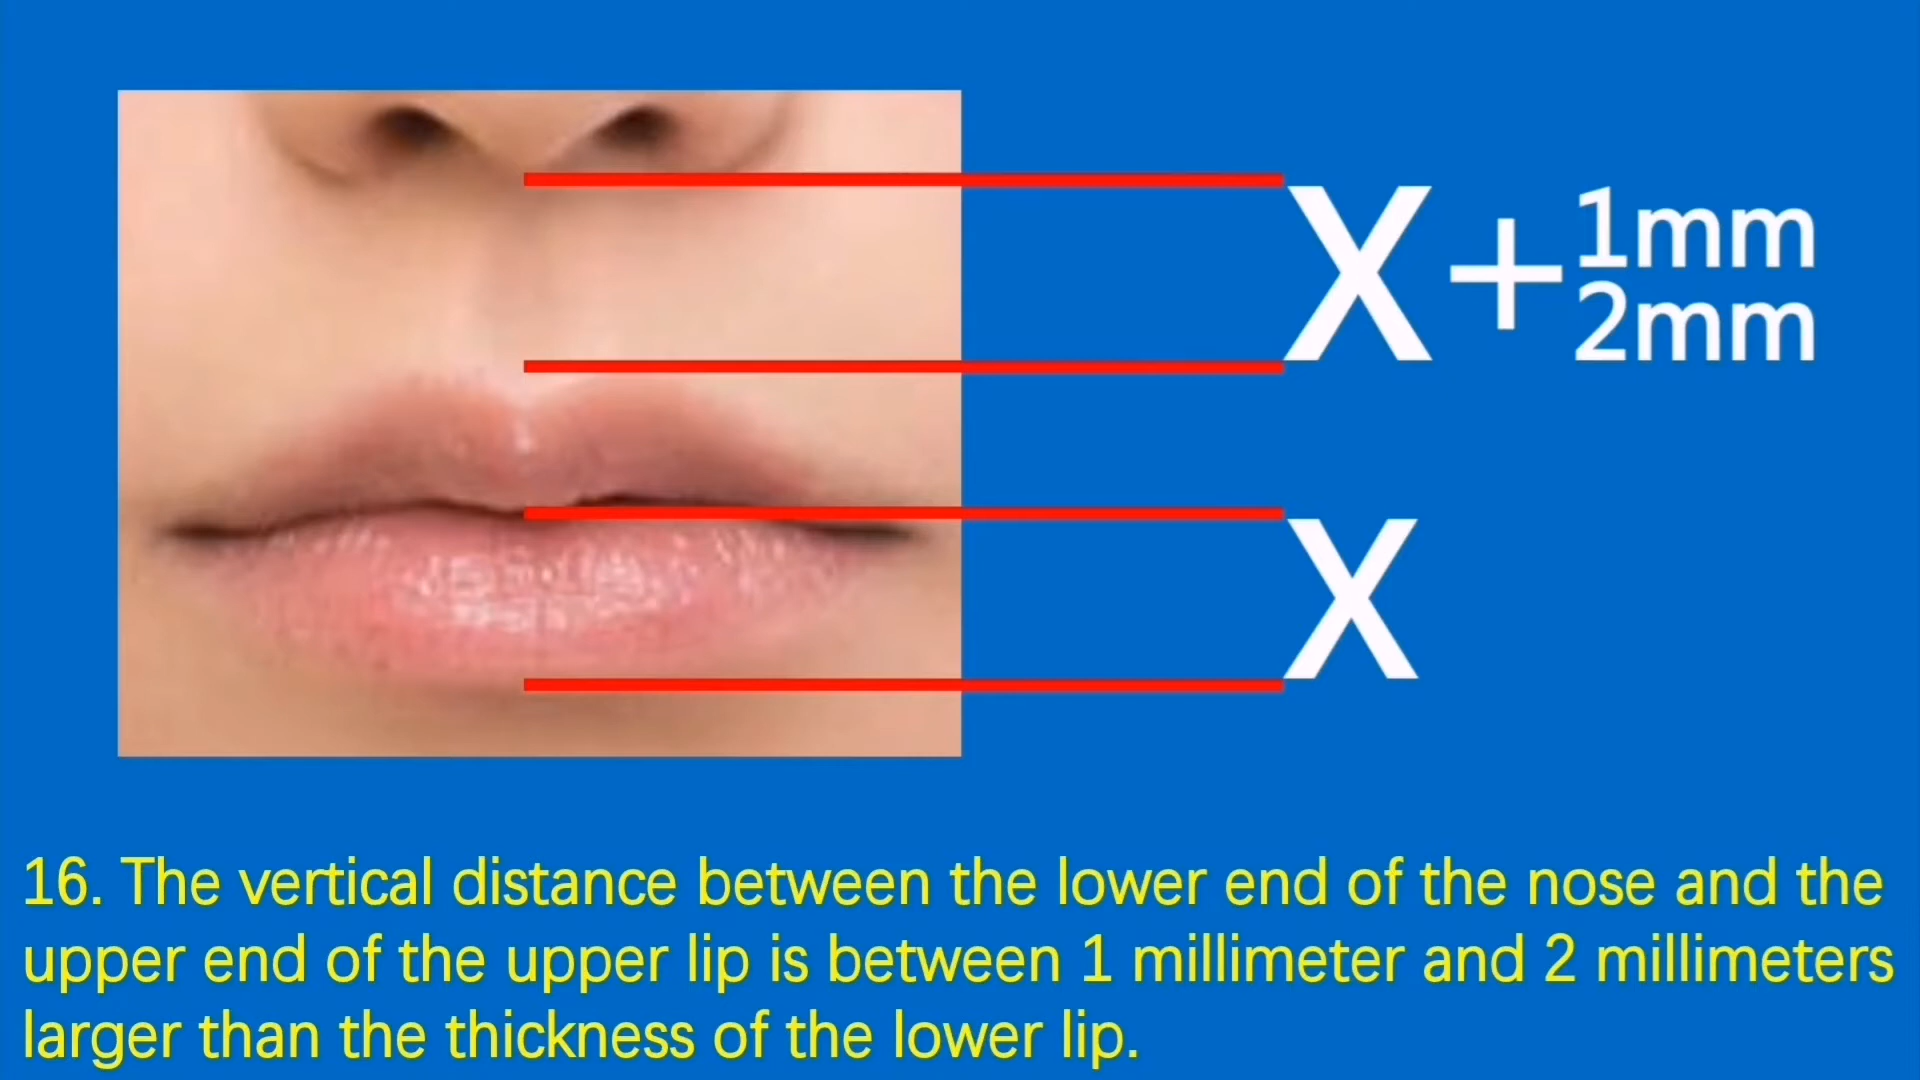 X+1mm
2mm
X
16. The vertical distance between the lower end of the nose and the
upper end of the upper lip is between 1 millimeter and 2 millimeters
larger than the thickness of the lower lip.